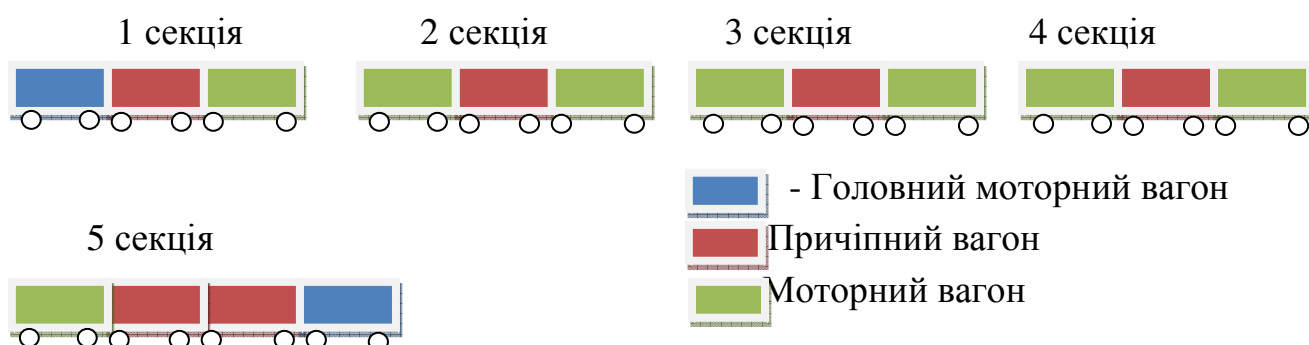 1 секція 2 секція 3 секція 4 секція
- Головний моторний вагон
Причіпний вагон
Моторний вагон
5 секція